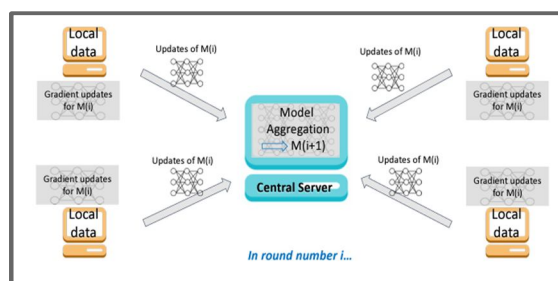 Local
data
Gradient updates
for M(i)
Updates of M(i)
Updates of M(i)
Local
data
Gradient updates
for M(i)
Model
Aggregation
M(i+1)
Central Server
Gradient updates
for M(i)
Local
data
Updates of M(i)
Updates of M(i)
Gradient updates
for M(i)
Local
data
In round number i...